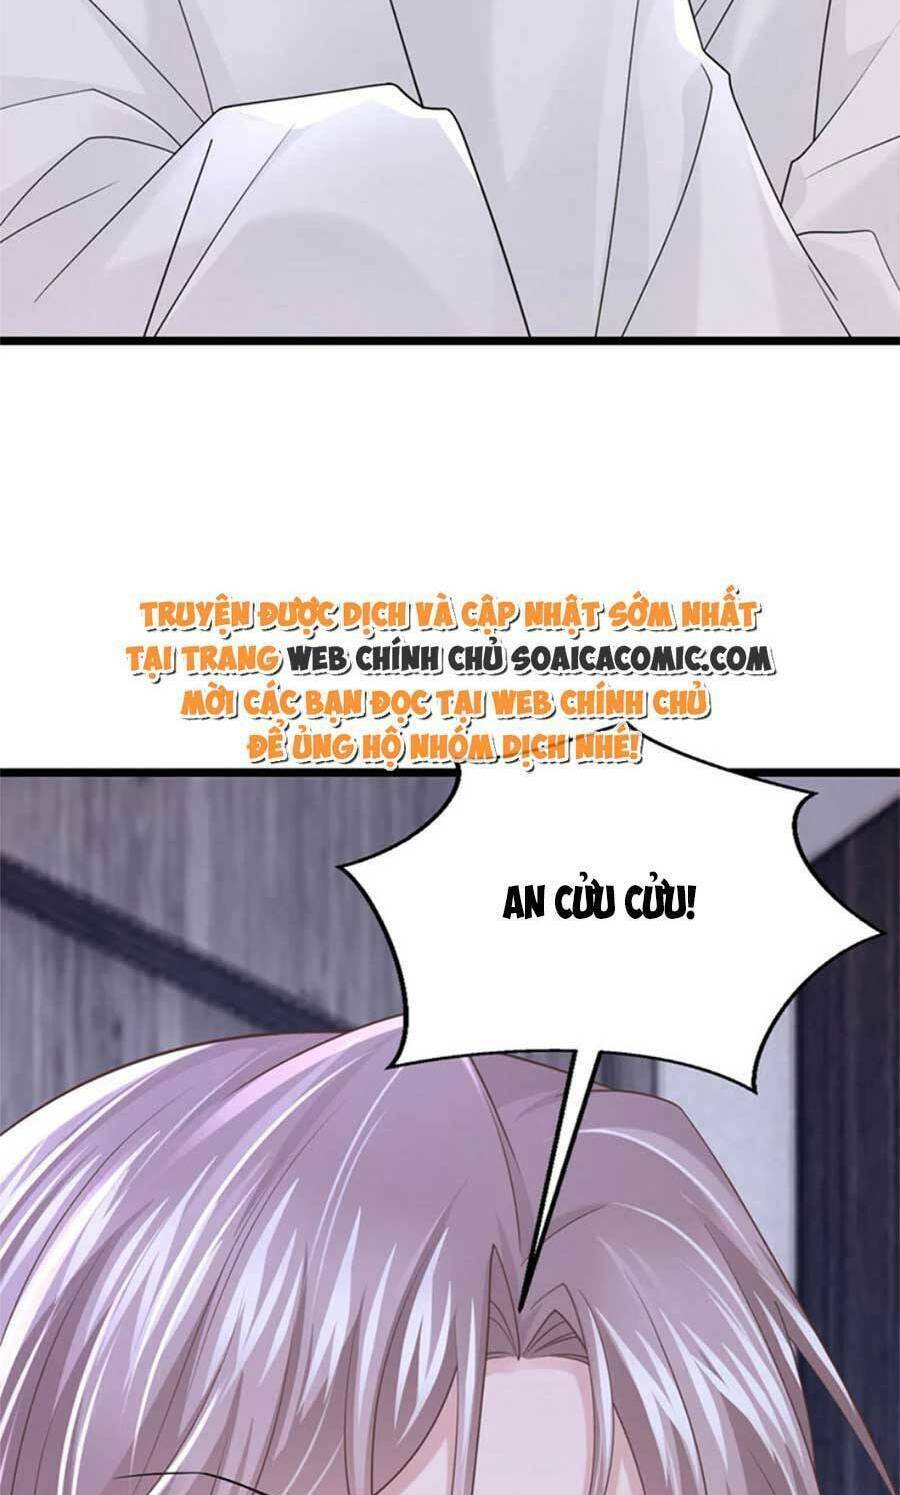 TRUYỆN ĐƯỢC DỊCH VÀ CẬP NHẬT SỚM NHẤT
TẠI TRANG WEB CHÍNH CHỦ SOAICACOMIC.COM
MỜI CÁC BẠN ĐỌC TẠI WEB CHÍNH CHỦ
ĐỂ ỦNG HỘ NHÓM DỊCH NHÉ!
AN CỬU CỬU!